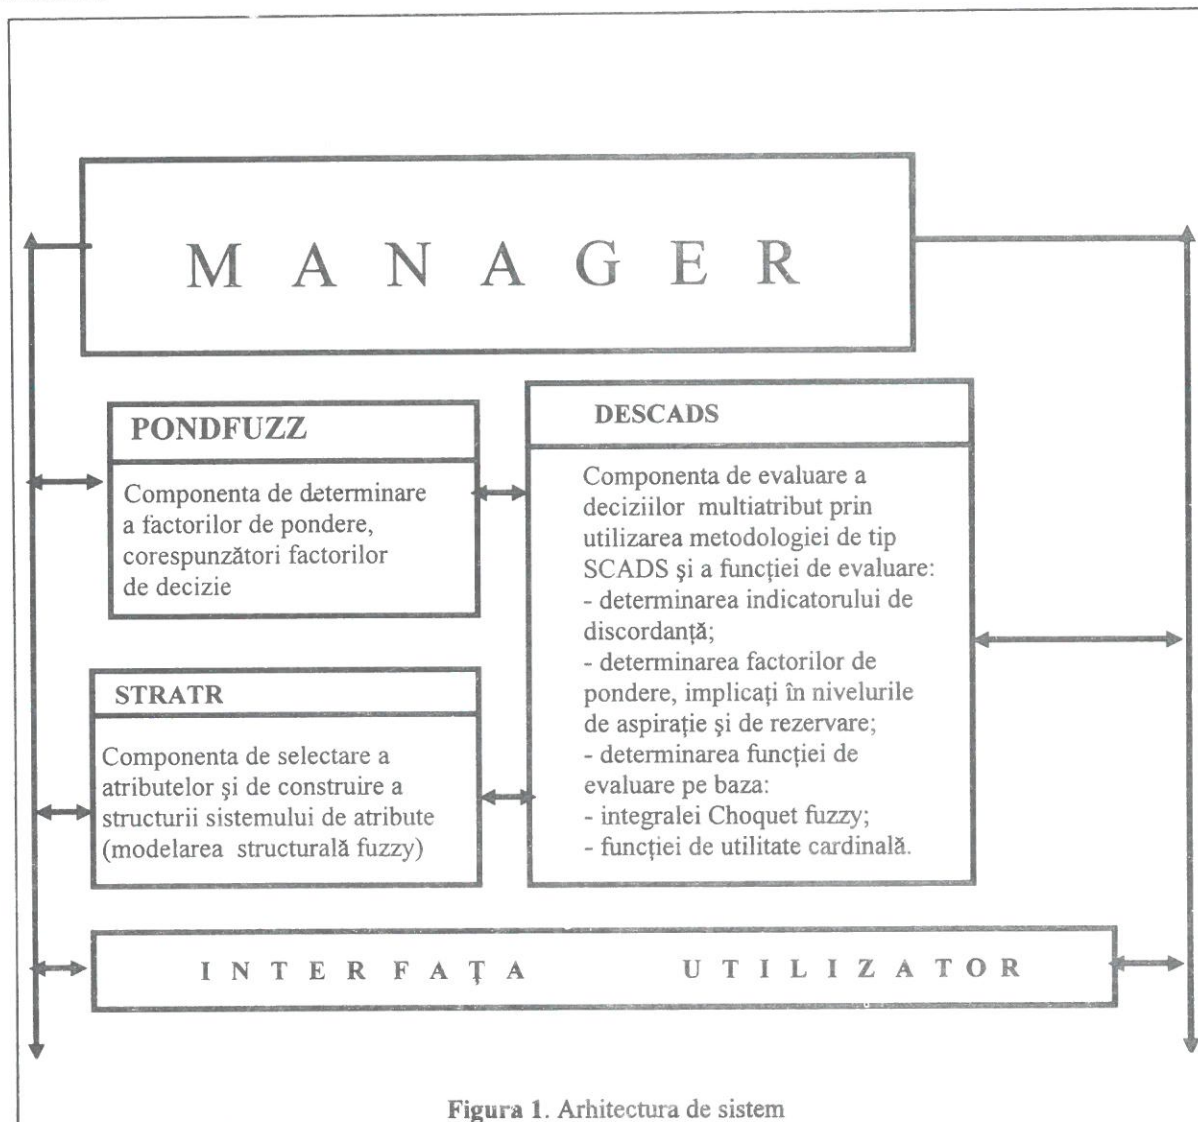 M A N A G E R
PONDFUZZ
Componenta de determinare
a factorilor de pondere,
corespunzători factorilor
de decizie
STRATR
Componenta de selectare a
atributelor şi de construire a
structurii sistemului de atribute
(modelarea structurală fuzzy)
DESCADS
Componenta de evaluare a
deciziilor multiatribut prin
utilizarea metodologiei de tip
SCADS şi a funcţiei de evaluare:
- determinarea indicatorului de
discordanţă;
- determinarea factorilor de
pondere, implicaţi în nivelurile
de aspiraţie şi de rezervare;
- determinarea funcţiei de
evaluare pe baza:
- integralei Choquet fuzzy;
- funcţiei de utilitate cardinală.
I N T E R F A Ţ A U T I L I Z A T O R
Figura 1. Arhitectura de sistem